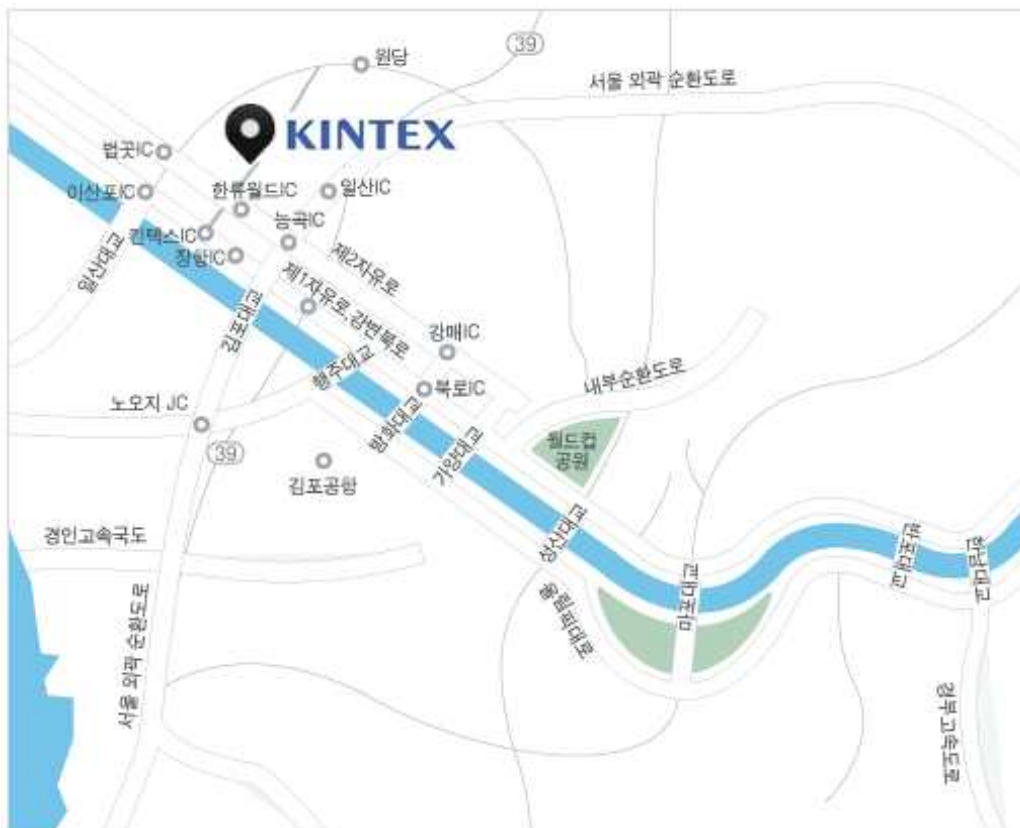 39
원당
서울 외곽 순환도로
KINTEX
법곳IC
이산포IC
한류월드IC
일산IC
킨텍스IC
능곡IC
장항IC
일산대교
제2자유로
제1자유로,강변북로
김포대교
강매IC
행주대교
북로IC
내부순환도로
노오지 JC
방화대교
월드컵
공원
가양대교
39
김포공항
성산대교
경인고속국도
반포대교
한남대교
마포대교
올림픽대로
서울 외곽 순환도로
경부고속도로